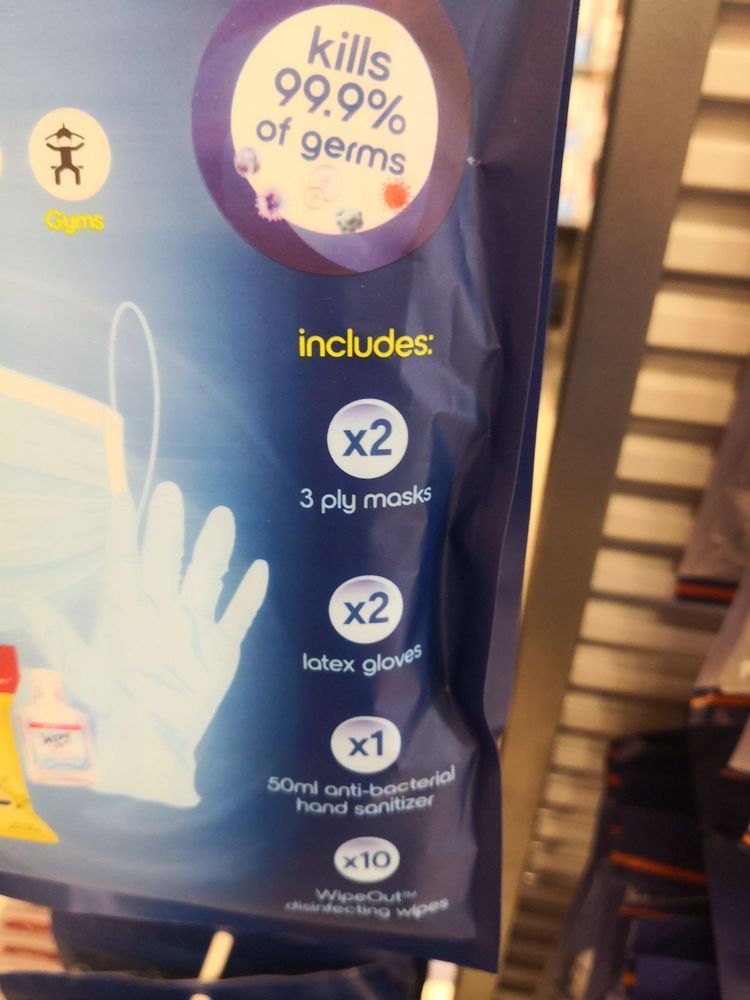 kills
99.9%
of germs
Gyms
includes:
x2
3 ply masks
x2
latex gloves
x1
50ml anti-bacterial
hand sanitizer
x10
WipeOut™
disinfecting wipes